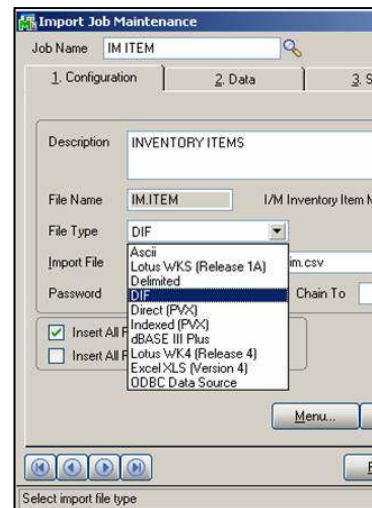 Import Job Maintenance
Job Name IM ITEM
1. Configuration 2. Data 3. S
Description INVENTORY ITEMS
File Name IM.ITEM I/M Inventory Item M
File Type DIF
Ascii
Lotus WKS (Release 1A)
Delimited
DIF
Direct (PVX)
Indexed (PVX)
dBASE III Plus
Lotus WK4 (Release 4)
Excel XLS (Version 4)
ODBC Data Source
Import File im.csv
Password Chain To
Insert All F
Insert All F
Menu...
Select import file type